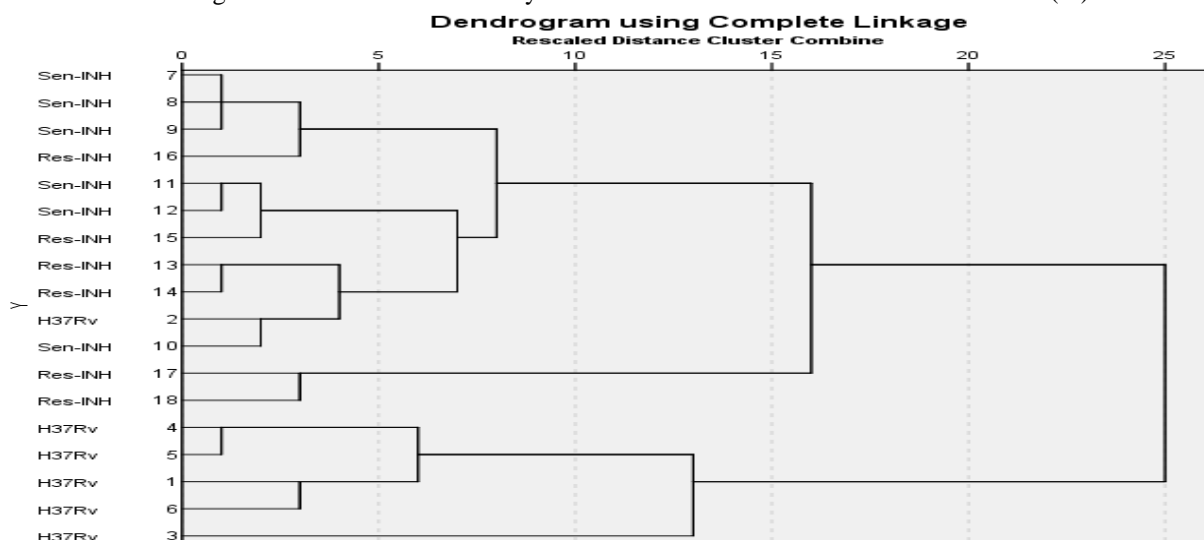 Dendrogram using Complete Linkage
Rescaled Distance Cluster Combine
0 5 10 15 20 25
Sen-INH 7
Sen-INH 8
Sen-INH 9
Res-INH 16
Sen-INH 11
Sen-INH 12
Res-INH 15
Res-INH 13
Res-INH 14
Y
H37Rv 2
Sen-INH 10
Res-INH 17
Res-INH 18
H37Rv 4
H37Rv 5
H37Rv 1
H37Rv 6
H37Rv 3